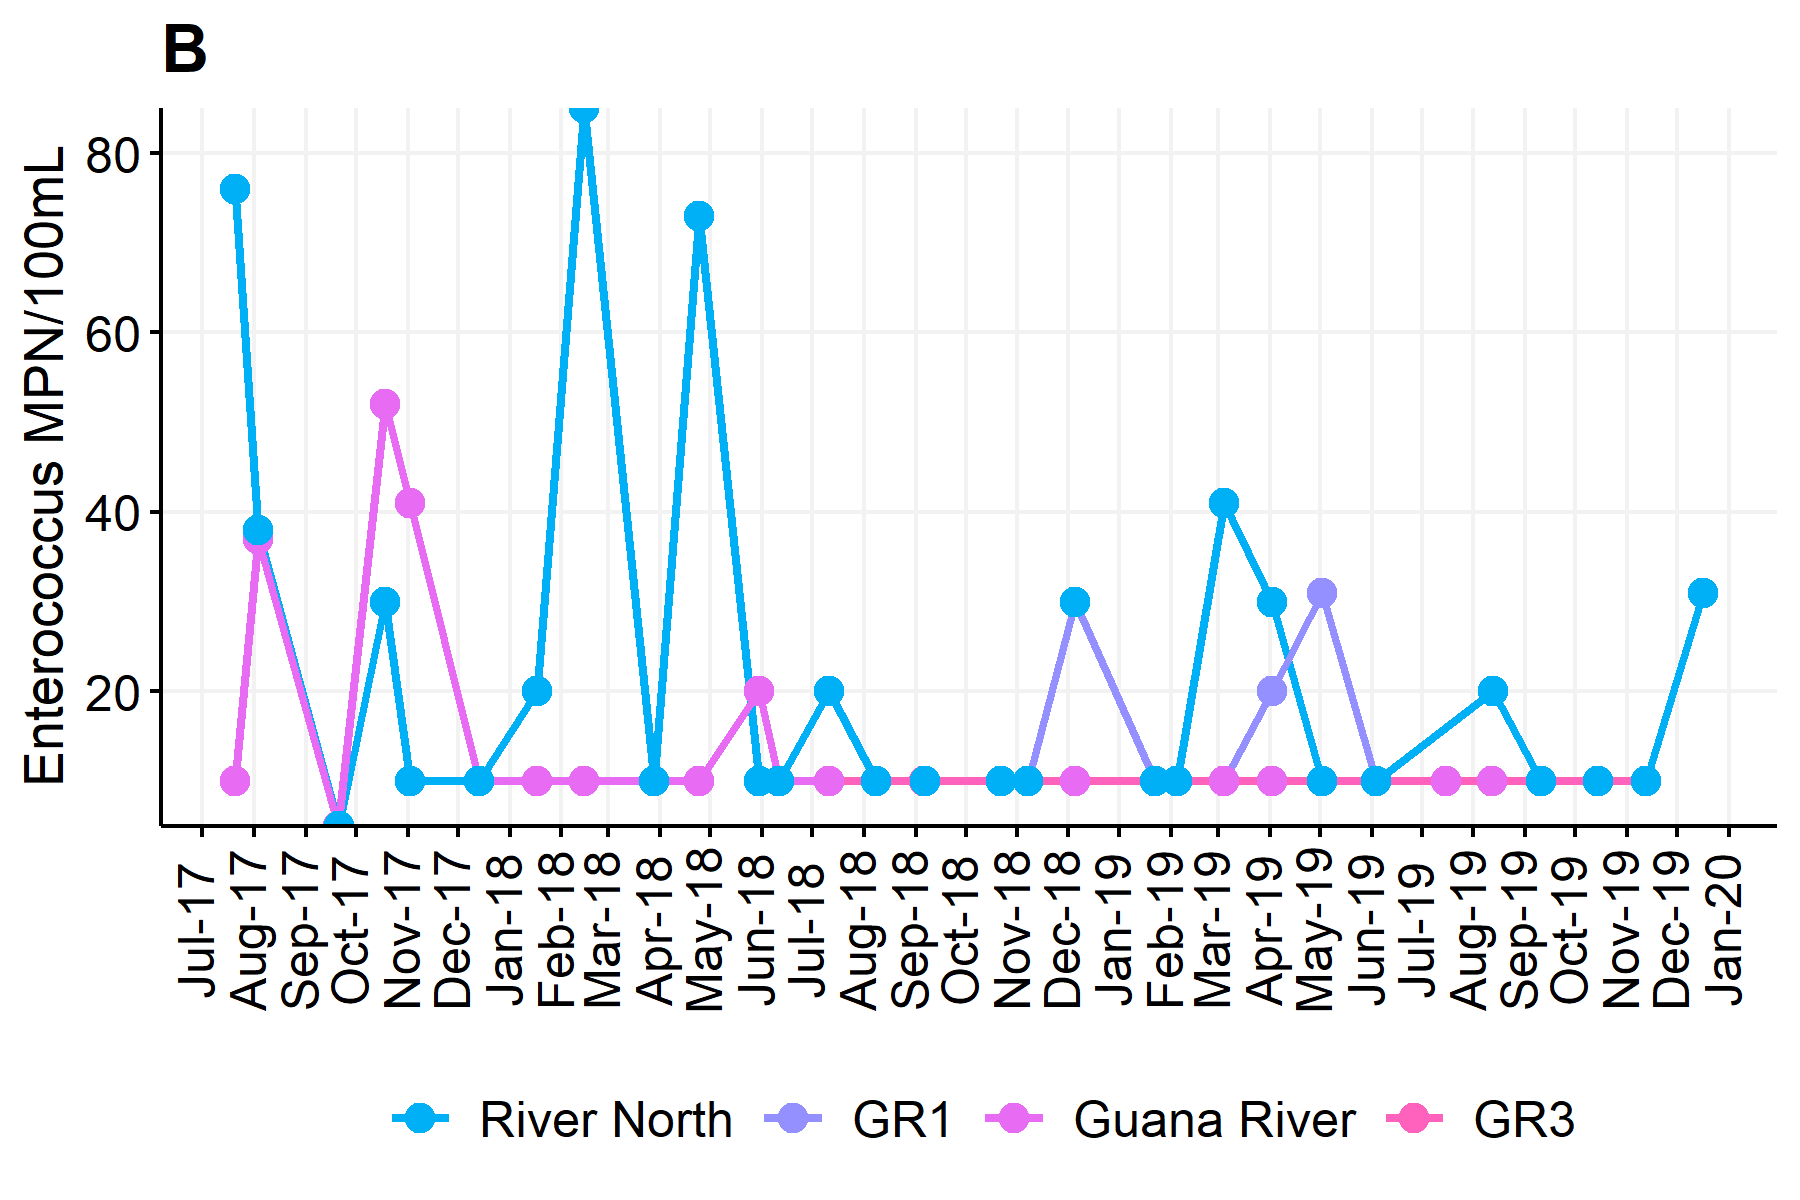 B
Enterococcus MPN/100mL
80
60
40
20
Jul-17
Aug-17
Sep-17
Oct-17
Nov-17
Dec-17
Jan-18
Feb-18
Mar-18
Apr-18
May-18
Jun-18
Jul-18
Aug-18
Sep-18
Oct-18
Nov-18
Dec-18
Jan-19
Feb-19
Mar-19
Apr-19
May-19
Jun-19
Jul-19
Aug-19
Sep-19
Oct-19
Nov-19
Dec-19
Jan-20
River North GR1 Guana River GR3